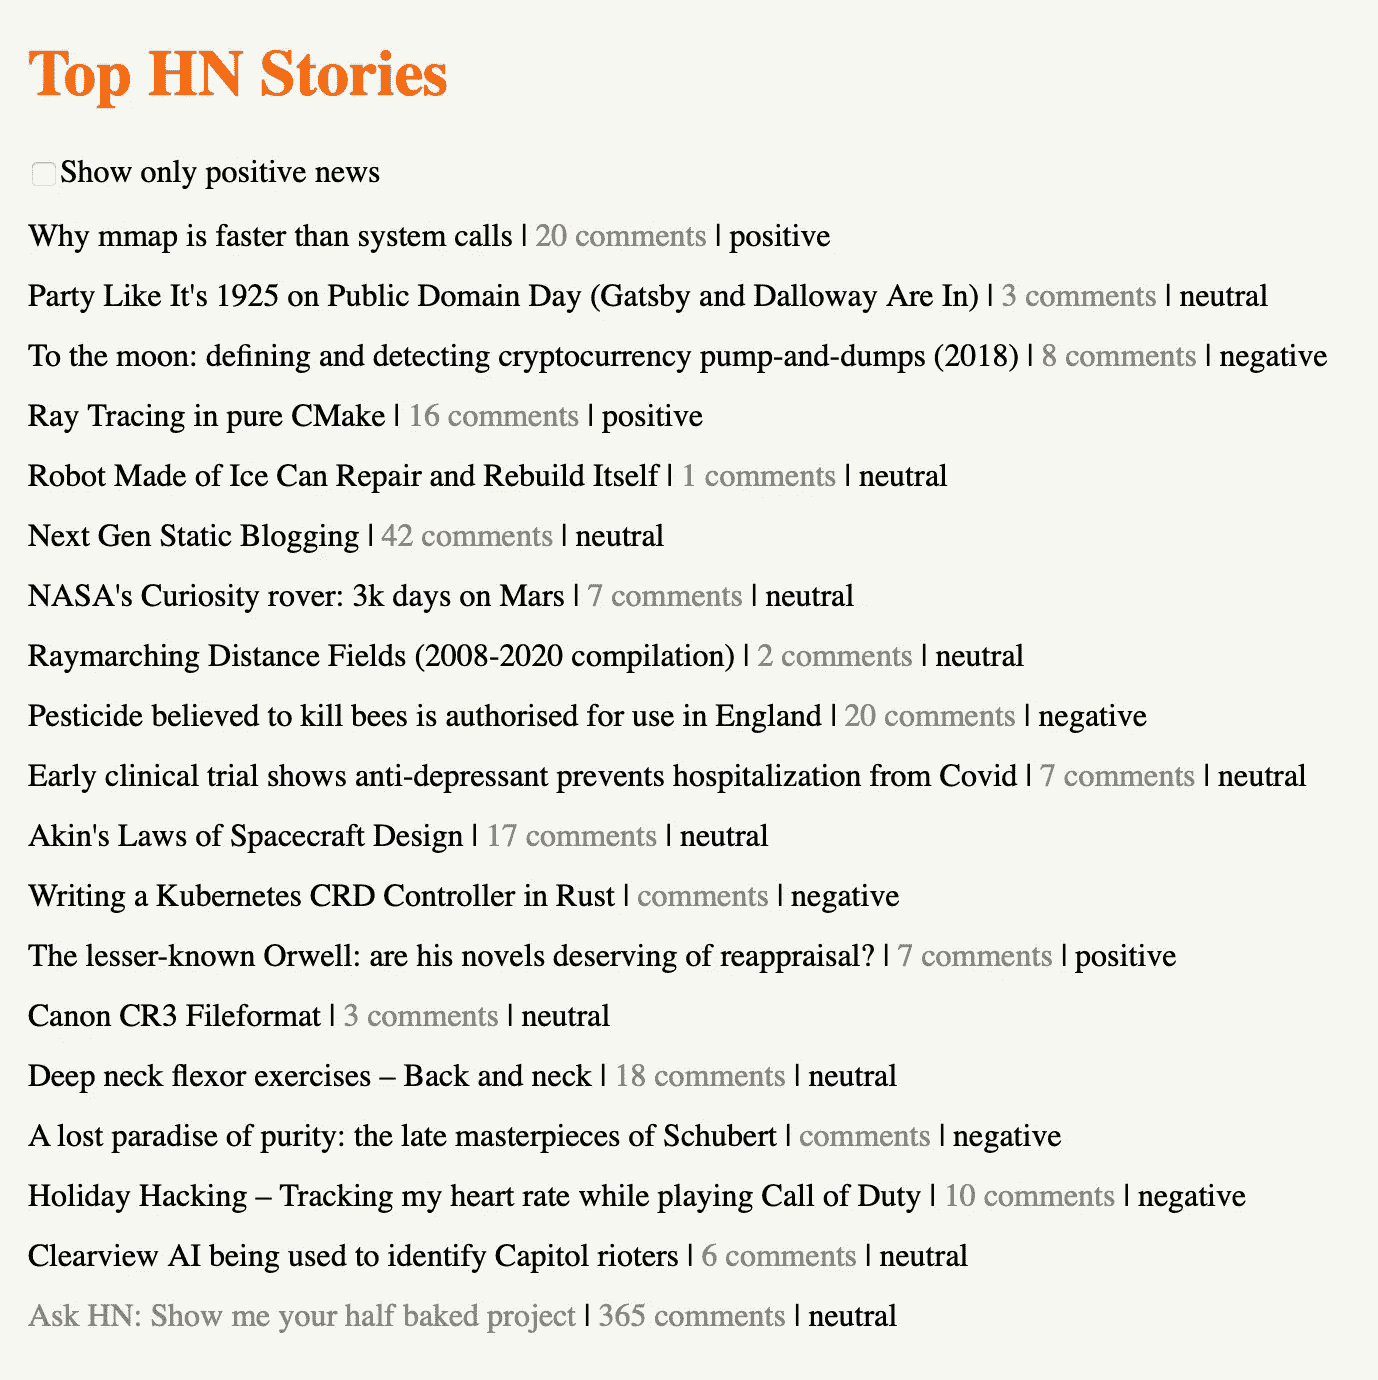 Top HN Stories
Show only positive news
Why mmap is faster than system calls | 20 comments | positive
Party Like It's 1925 on Public Domain Day (Gatsby and Dalloway Are In) | 3 comments | neutral
To the moon: defining and detecting cryptocurrency pump-and-dumps (2018) | 8 comments | negative
Ray Tracing in pure CMake | 16 comments | positive
Robot Made of Ice Can Repair and Rebuild Itself | 1 comments | neutral
Next Gen Static Blogging | 42 comments | neutral
NASA's Curiosity rover: 3k days on Mars | 7 comments | neutral
Raymarching Distance Fields (2008-2020 compilation) | 2 comments | neutral
Pesticide believed to kill bees is authorised for use in England | 20 comments | negative
Early clinical trial shows anti-depressant prevents hospitalization from Covid | 7 comments | neutral
Akin's Laws of Spacecraft Design | 17 comments | neutral
Writing a Kubernetes CRD Controller in Rust | comments | negative
The lesser-known Orwell: are his novels deserving of reappraisal? | 7 comments | positive
Canon CR3 Fileformat | 3 comments | neutral
Deep neck flexor exercises – Back and neck | 18 comments | neutral
A lost paradise of purity: the late masterpieces of Schubert | comments | negative
Holiday Hacking – Tracking my heart rate while playing Call of Duty | 10 comments | negative
Clearview AI being used to identify Capitol rioters | 6 comments | neutral
Ask HN: Show me your half baked project | 365 comments | neutral